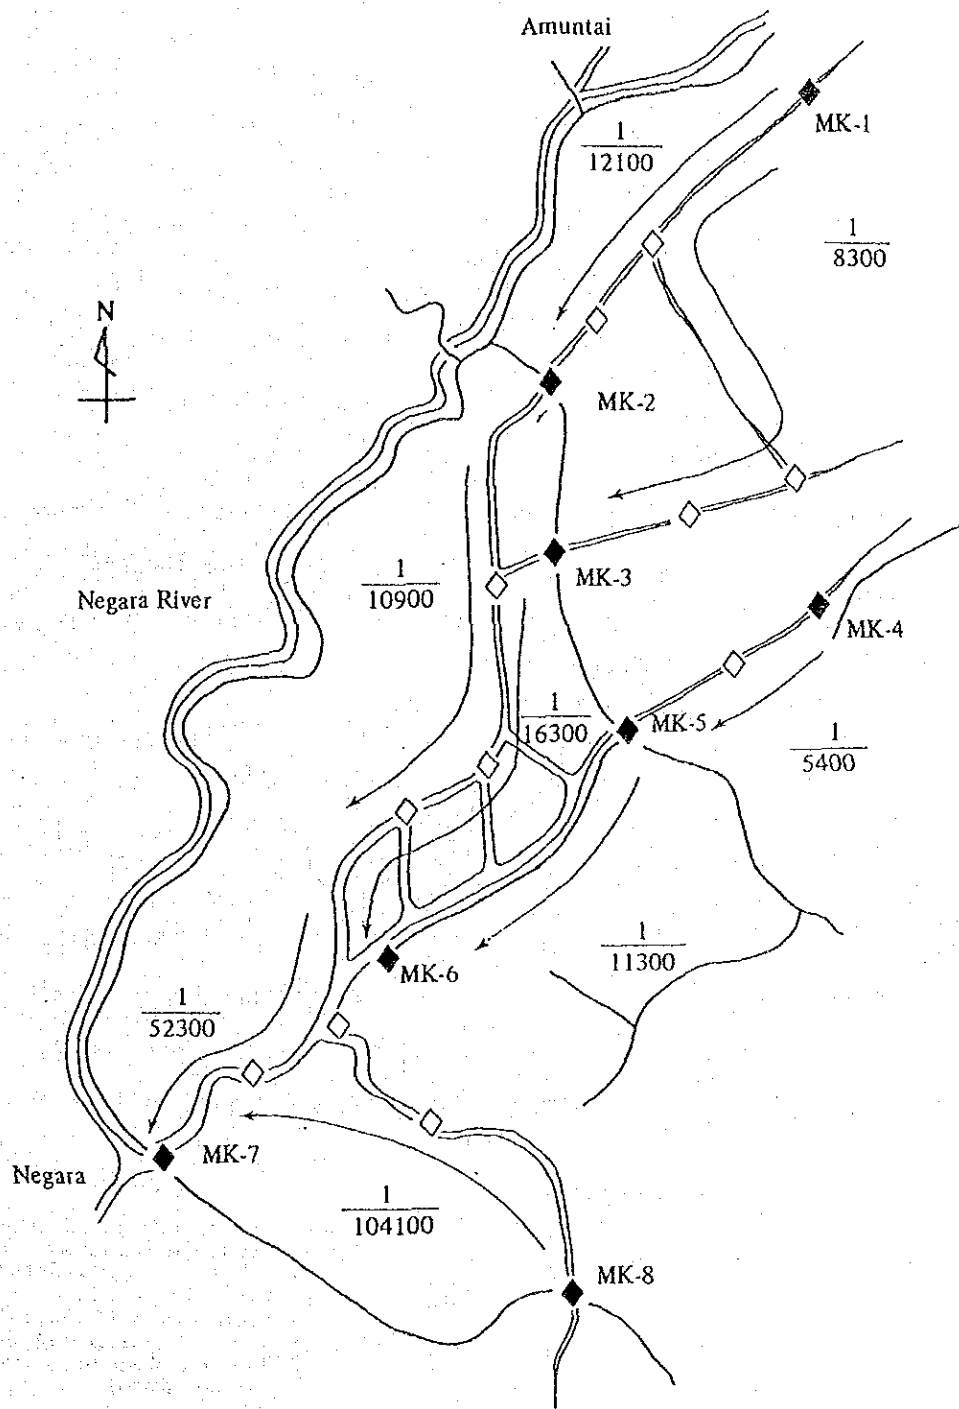 Amuntai
MK-1
1
12100
1
8300
N
MK-2
MK-3
1
10900
Negara River
MK-4
1
16300
MK-5
1
5400
1
11300
MK-6
1
52300
MK-7
Negara
1
104100
MK-8